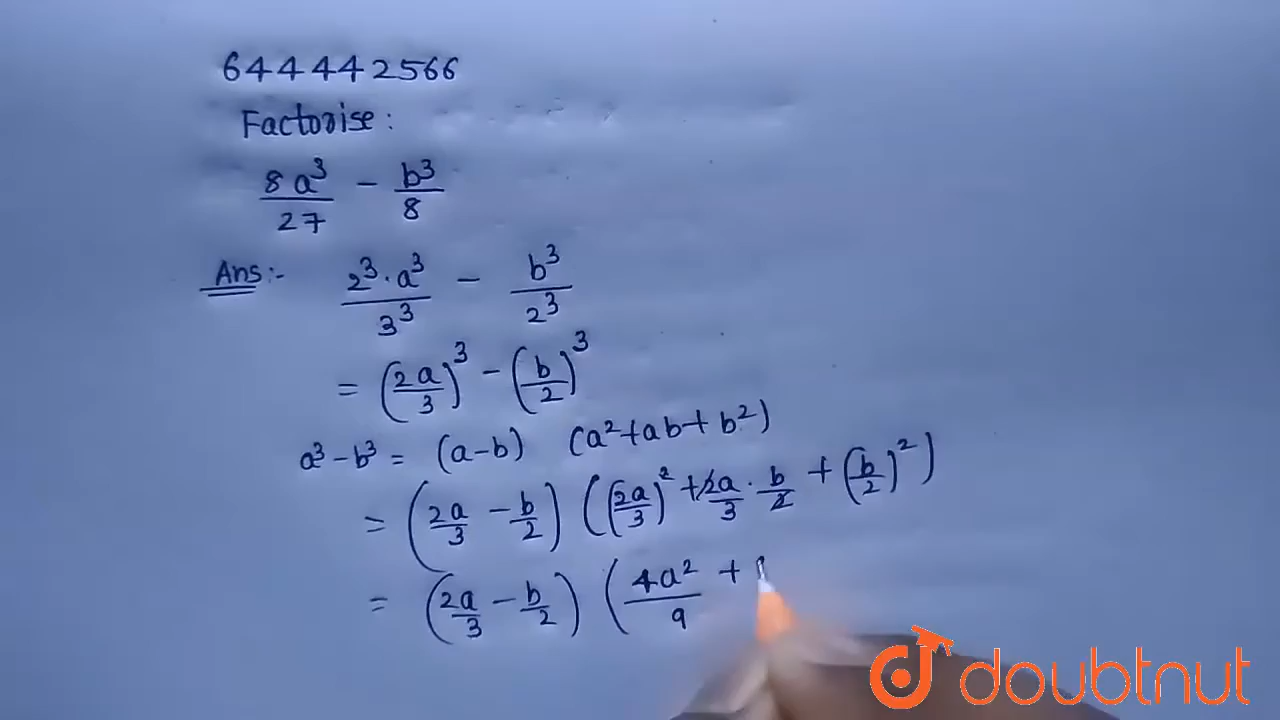 644442566
Factorise:
8a³/27 - b³/8
Ans:- 2³·a³/3³ - b³/2³
= (2a/3)³ - (b/2)³
a³-b³ = (a-b) (a²+ab+b²)
= (2a/3 - b/2) ((2a/3)² + 2a/3 · b/2 + (b/2)²)
= (2a/3 - b/2) (4a²/9 +
doubtnut